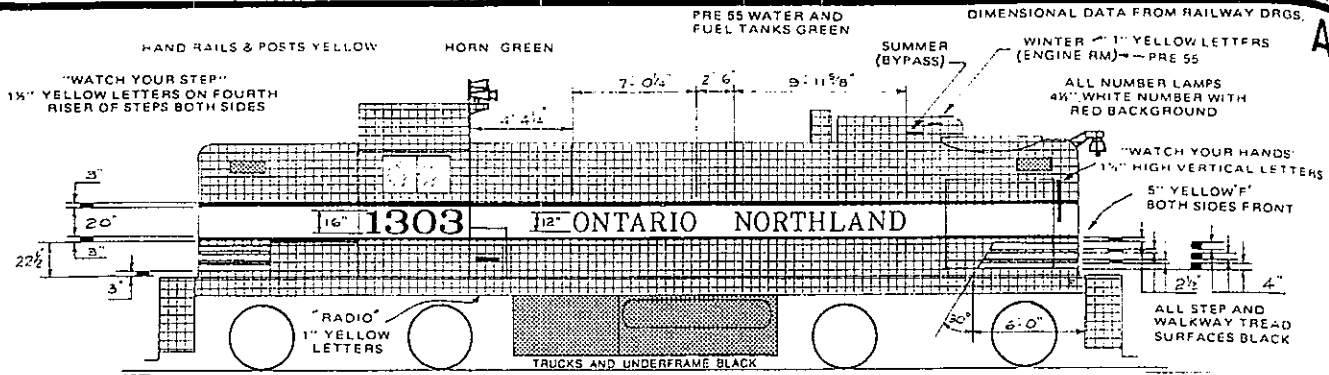 PRE 55 WATER AND
FUEL TANKS GREEN
DIMENSIONAL DATA FROM RAILWAY DRGS.
A
HAND RAILS & POSTS YELLOW
HORN GREEN
SUMMER
(BYPASS)
WINTER 1" YELLOW LETTERS
(ENGINE RM) PRE 55
"WATCH YOUR STEP"
1½" YELLOW LETTERS ON FOURTH
RISER OF STEPS BOTH SIDES
7'-0¼" 2'-6" 9'-11⅝"
ALL NUMBER LAMPS
4½" WHITE NUMBER WITH
RED BACKGROUND
4'-4¼"
"WATCH YOUR HANDS"
1½" HIGH VERTICAL LETTERS
5" YELLOW 'F'
BOTH SIDES FRONT
3"
20"
3"
22½"
3"
16" 1303 12" ONTARIO NORTHLAND
2½" 4"
"RADIO"
1" YELLOW
LETTERS
30° 6'-0"
ALL STEP AND
WALKWAY TREAD
SURFACES BLACK
TRUCKS AND UNDERFRAME BLACK